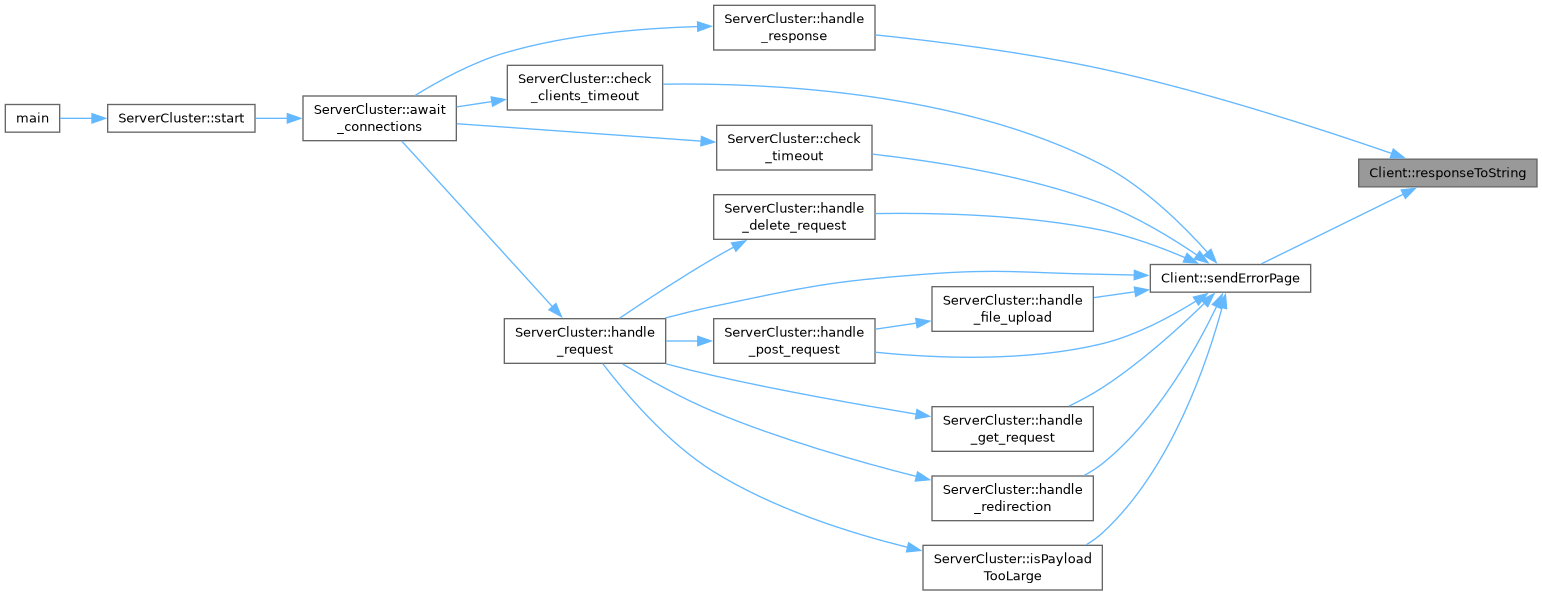 main
ServerCluster::start
ServerCluster::await
_connections
ServerCluster::handle
_response
ServerCluster::check
_clients_timeout
ServerCluster::check
_timeout
ServerCluster::handle
_delete_request
ServerCluster::handle
_request
ServerCluster::handle
_post_request
ServerCluster::handle
_file_upload
ServerCluster::handle
_get_request
ServerCluster::handle
_redirection
ServerCluster::isPayload
TooLarge
Client::sendErrorPage
Client::responseToString